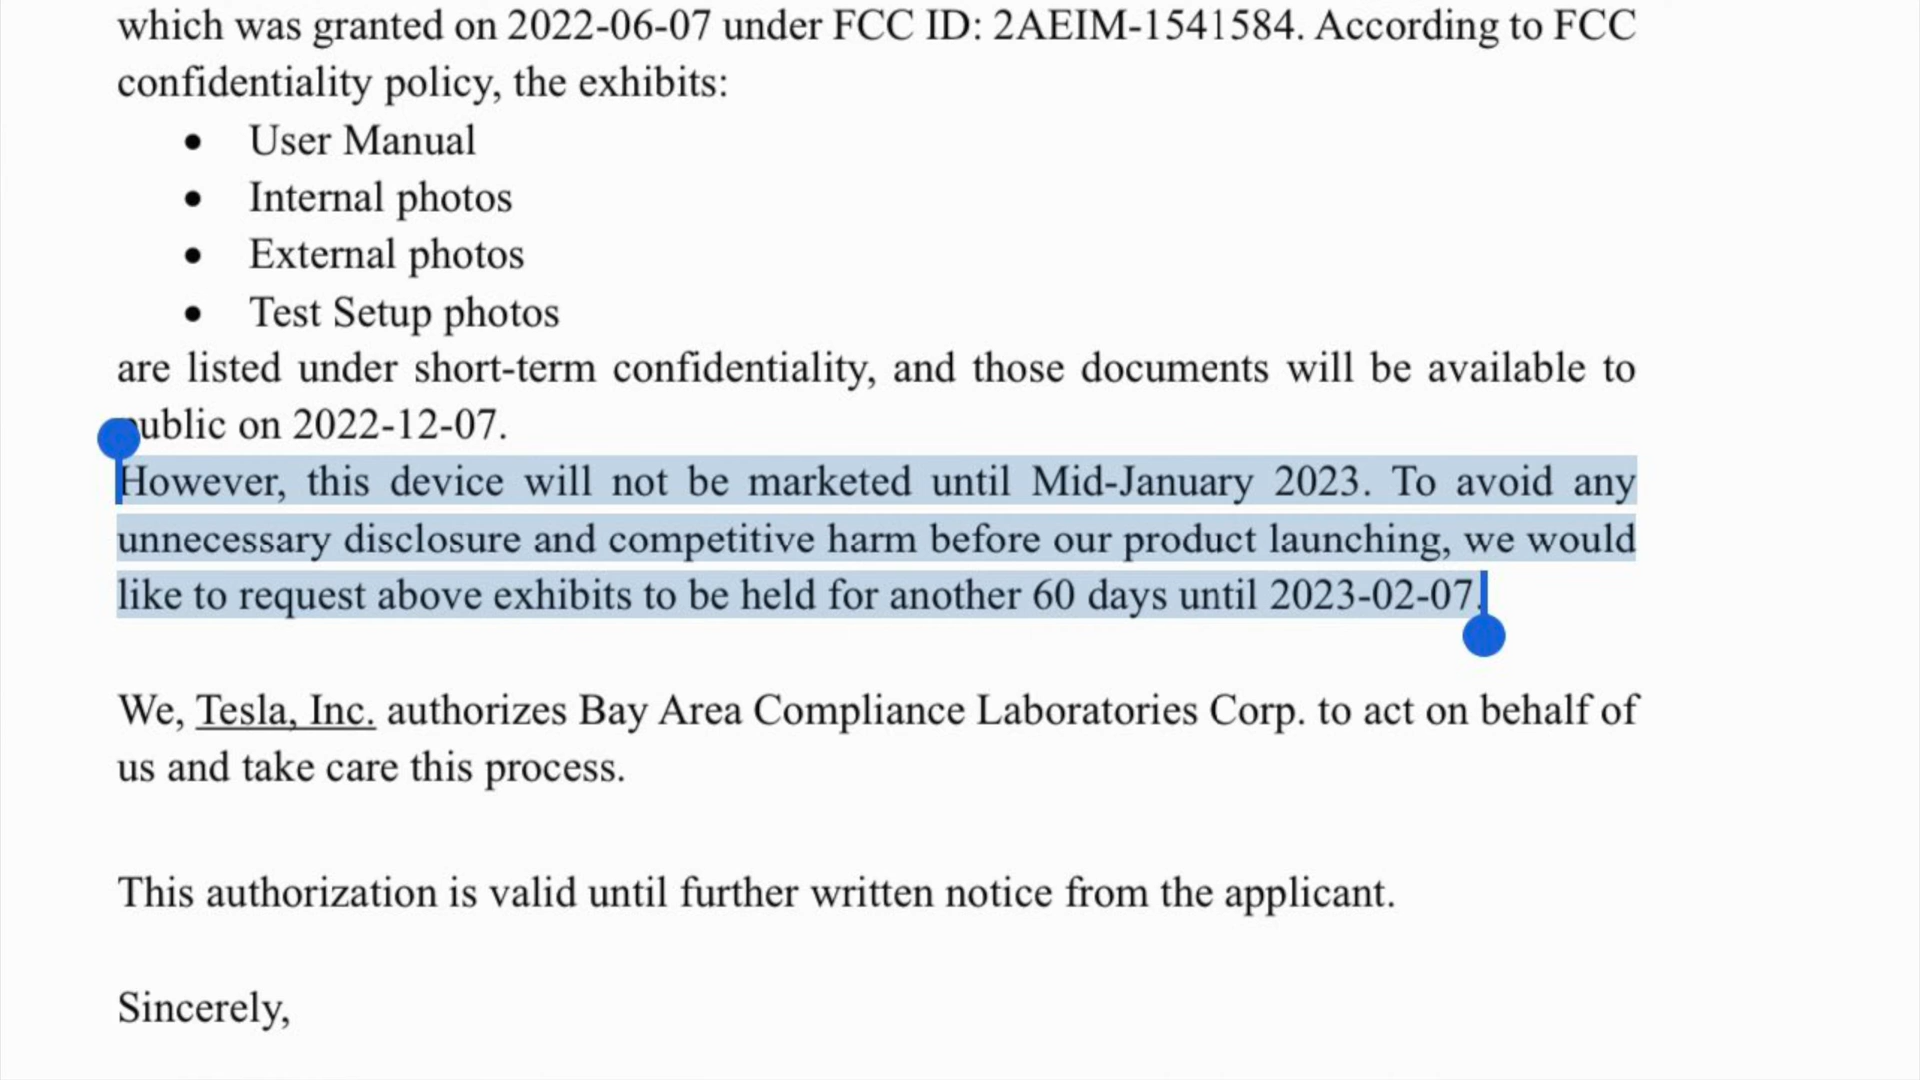 which was granted on 2022-06-07 under FCC ID: 2AEIM-1541584. According to FCC
confidentiality policy, the exhibits:
• User Manual
• Internal photos
• External photos
• Test Setup photos
are listed under short-term confidentiality, and those documents will be available to
public on 2022-12-07.
However, this device will not be marketed until Mid-January 2023. To avoid any
unnecessary disclosure and competitive harm before our product launching, we would
like to request above exhibits to be held for another 60 days until 2023-02-07.
We, Tesla, Inc. authorizes Bay Area Compliance Laboratories Corp. to act on behalf of
us and take care this process.
This authorization is valid until further written notice from the applicant.
Sincerely,